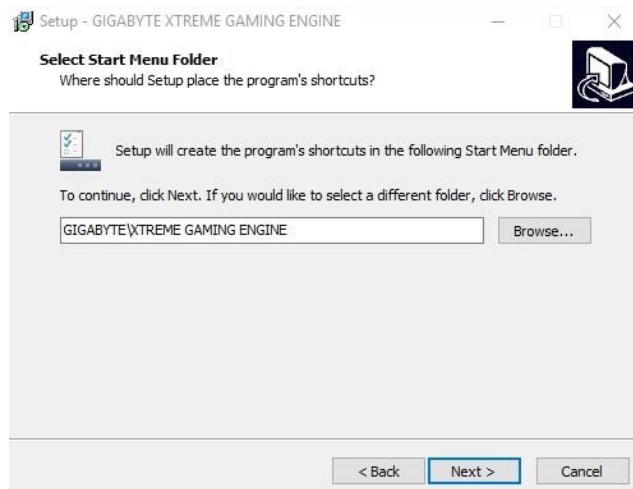 Setup - GIGABYTE XTREME GAMING ENGINE
Select Start Menu Folder
Where should Setup place the program's shortcuts?
Setup will create the program's shortcuts in the following Start Menu folder.
To continue, click Next. If you would like to select a different folder, click Browse.
GIGABYTE\XTREME GAMING ENGINE
Browse...
< Back
Next >
Cancel